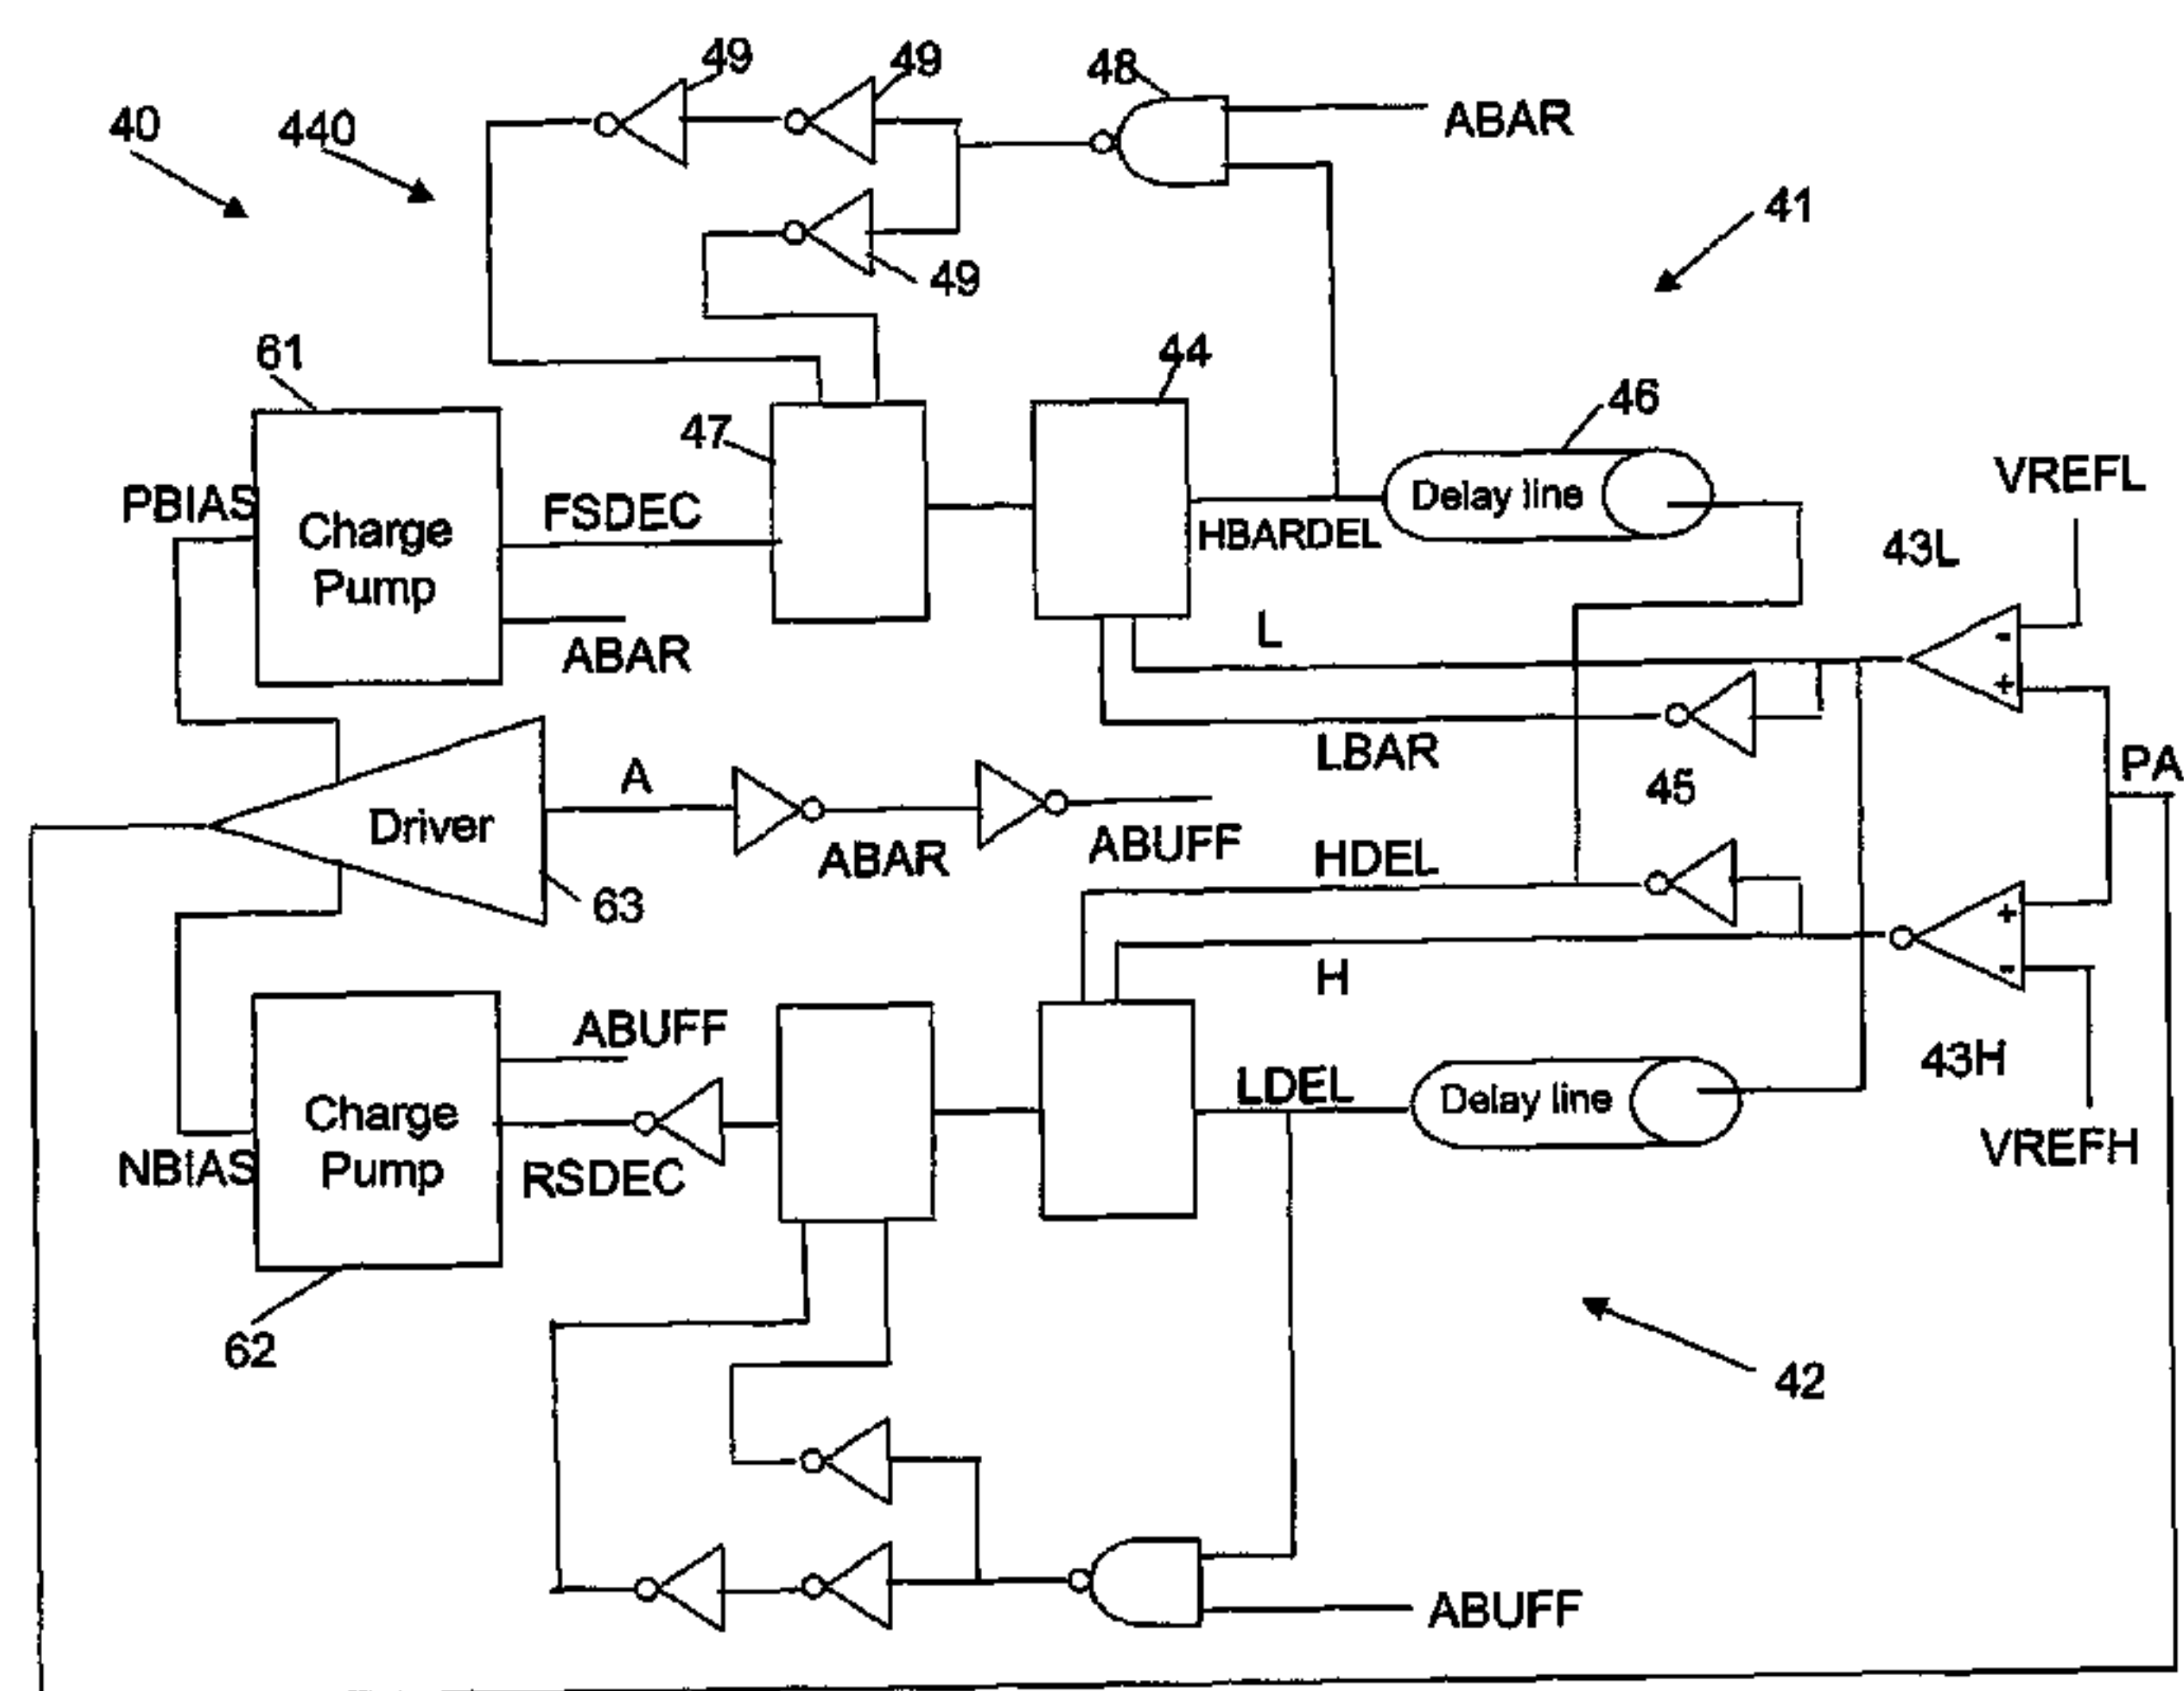 49
49
48
ABAR
40
440
41
49
61
44
46
47
VREFL
PBIAS
Charge
Pump
FSDEC
HBARDEL
Delay line
43L
ABAR
L
LBAR
PA
A
45
Driver
ABAR
ABUFF
HDEL
63
H
ABUFF
43H
Charge
Pump
LDEL
Delay line
NBIAS
RSDEC
VREFH
62
42
ABUFF
-
+
+
-